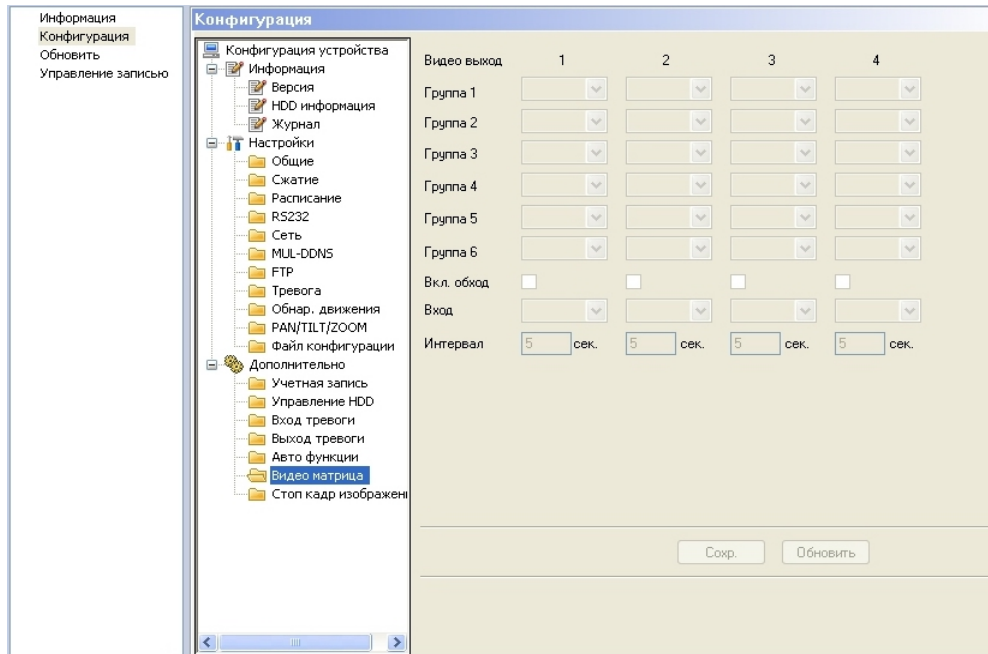 Информация
Конфигурация
Обновить
Управление записью
Конфигурация
Конфигурация устройства
Информация
Версия
HDD информация
Журнал
Настройки
Общие
Сжатие
Расписание
RS232
Сеть
MUL-DDNS
FTP
Тревога
Обнар. движения
PAN/TILT/ZOOM
Файл конфигурации
Дополнительно
Учетная запись
Управление HDD
Вход тревоги
Выход тревоги
Авто функции
Видео матрица
Стоп кадр изображени
Видео выход 1 2 3 4
Группа 1
Группа 2
Группа 3
Группа 4
Группа 5
Группа 6
Вкл. обход
Вход
Интервал 5 сек. 5 сек. 5 сек. 5 сек.
Сохр. Обновить